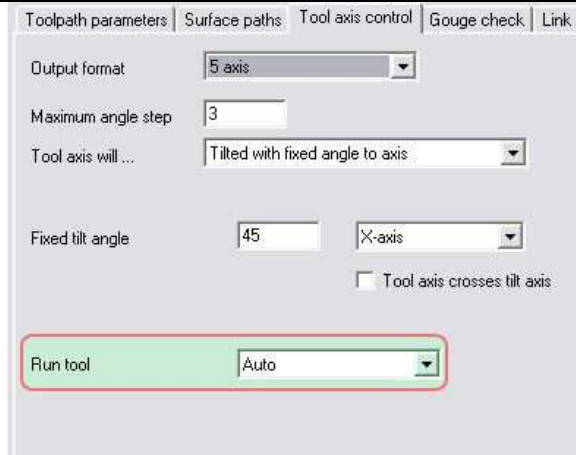 Toolpath parameters Surface paths Tool axis control Gouge check Link
Output format 5 axis
Maximum angle step 3
Tool axis will ... Tilted with fixed angle to axis
Fixed tilt angle 45 X-axis
Tool axis crosses tilt axis
Run tool Auto